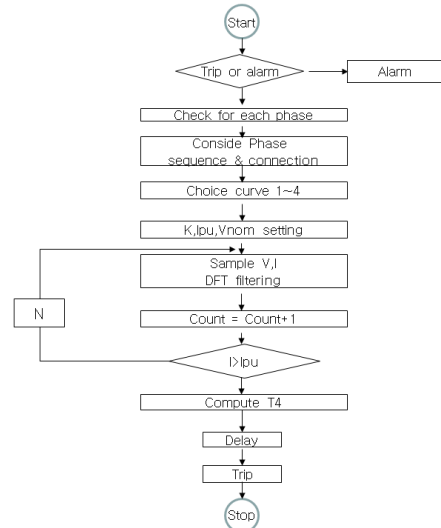 Start
Trip or alarm
Alarm
Check for each phase
Conside Phase
sequence & connection
Choice curve 1~4
K,Ipu,Vnom setting
Sample V,I
DFT filtering
N
Count = Count+1
I>Ipu
Compute T4
Delay
Trip
Stop